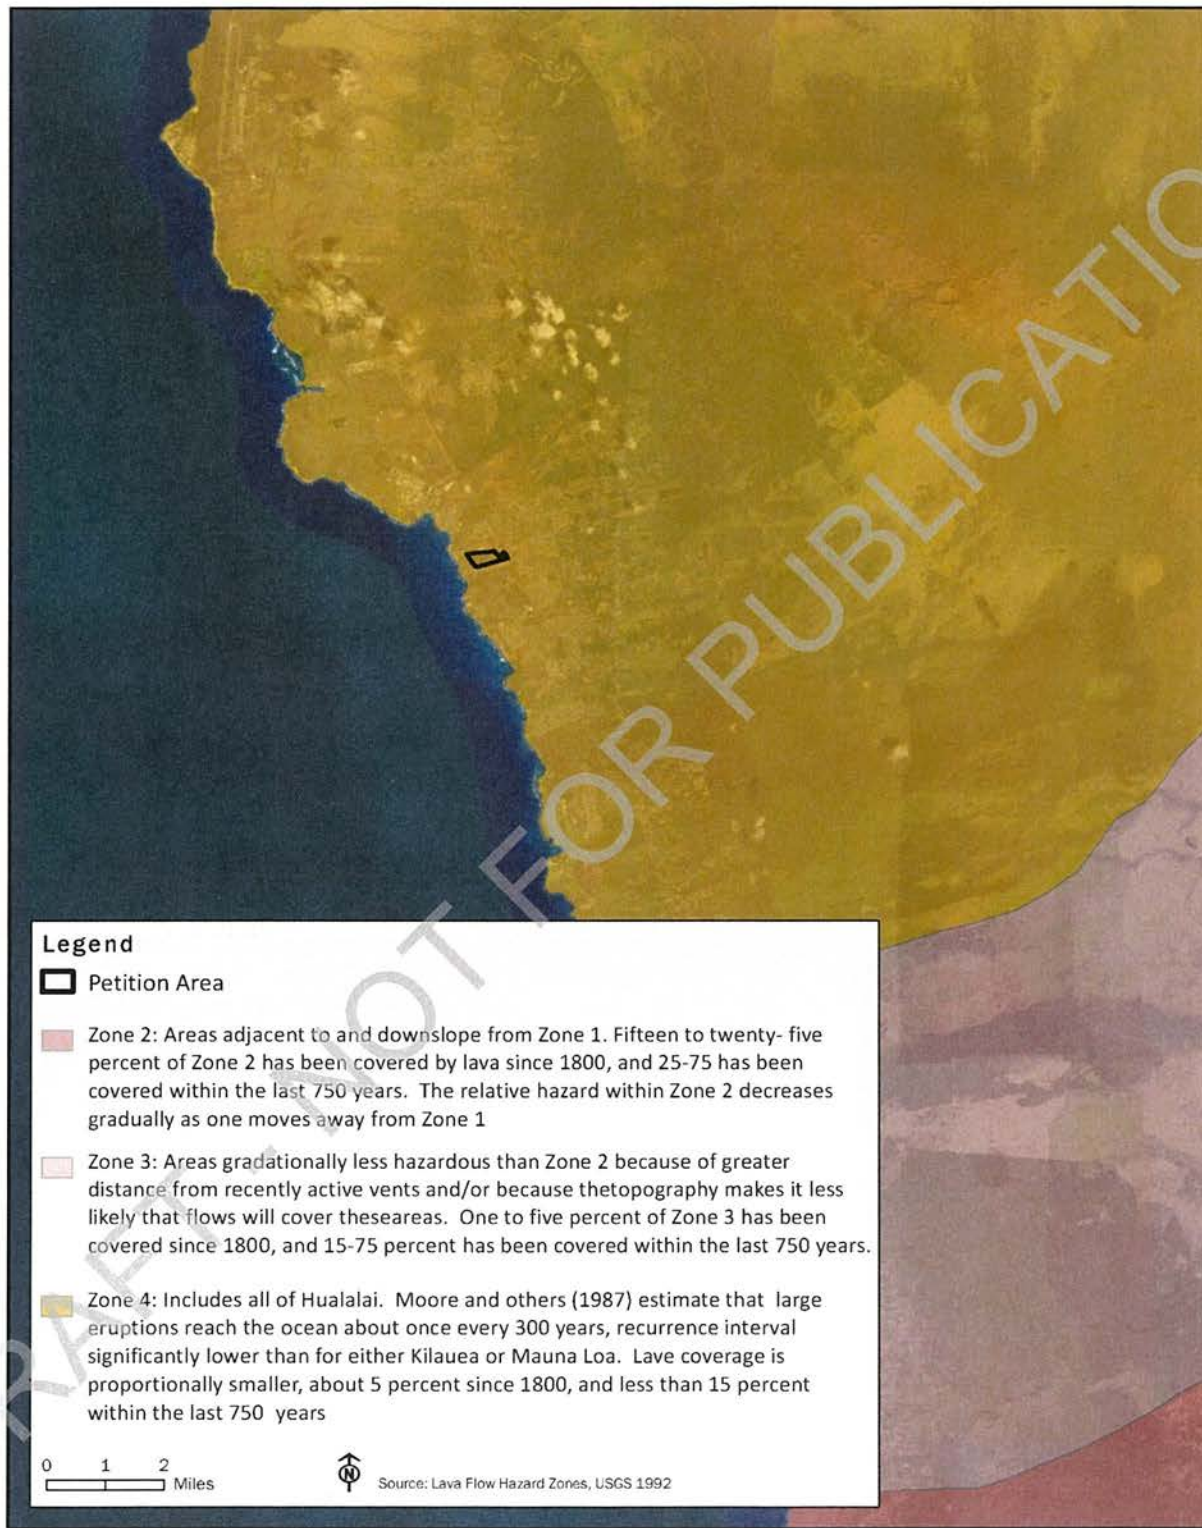 Legend
Petition Area
Zone 2: Areas adjacent to and downslope from Zone 1. Fifteen to twenty- five
percent of Zone 2 has been covered by lava since 1800, and 25-75 has been
covered within the last 750 years. The relative hazard within Zone 2 decreases
gradually as one moves away from Zone 1
Zone 3: Areas gradationally less hazardous than Zone 2 because of greater
distance from recently active vents and/or because thetopography makes it less
likely that flows will cover theseareas. One to five percent of Zone 3 has been
covered since 1800, and 15-75 percent has been covered within the last 750 years.
Zone 4: Includes all of Hualalai. Moore and others (1987) estimate that large
eruptions reach the ocean about once every 300 years, recurrence interval
significantly lower than for either Kilauea or Mauna Loa. Lave coverage is
proportionally smaller, about 5 percent since 1800, and less than 15 percent
within the last 750 years
0 1 2
Miles
N
Source: Lava Flow Hazard Zones, USGS 1992
RAFT - NOT FOR PUBLICATIO